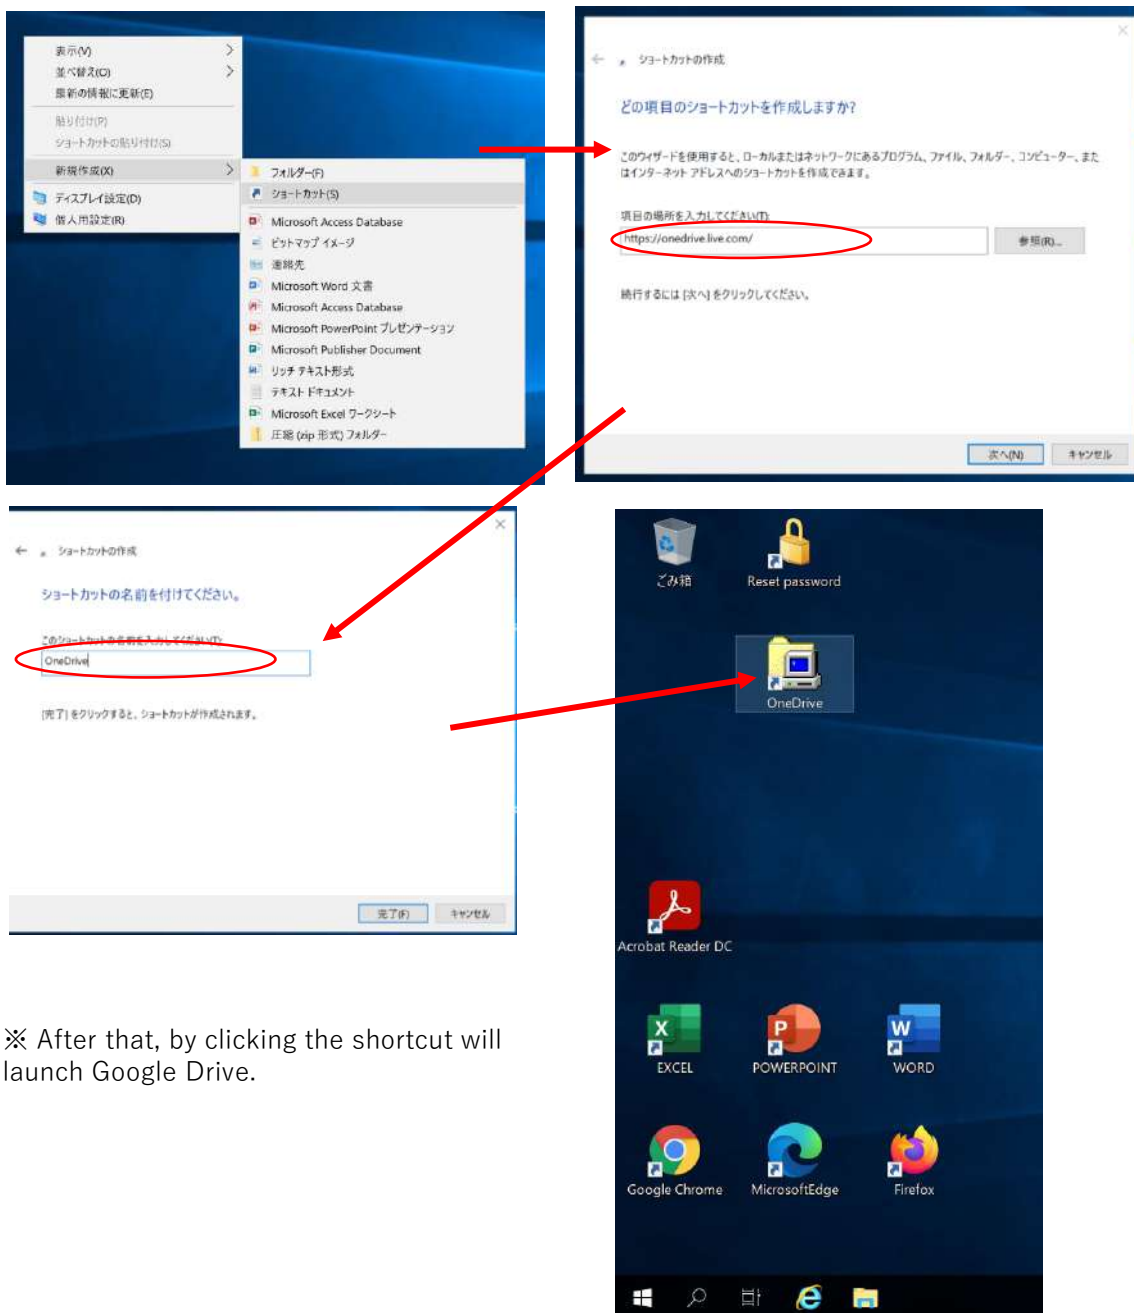 表示(V)
並べ替え(O)
最新の情報に更新(E)
貼り付け(P)
ショートカットの貼り付け(S)
新規作成(X)
ディスプレイ設定(D)
個人用設定(R)
フォルダー(F)
ショートカット(S)
Microsoft Access Database
ビットマップ イメージ
連絡先
Microsoft Word 文書
Microsoft Access Database
Microsoft PowerPoint プレゼンテーション
Microsoft Publisher Document
リッチ テキスト形式
テキスト ドキュメント
Microsoft Excel ワークシート
圧縮 (zip 形式) フォルダー
ショートカットの作成
どの項目のショートカットを作成しますか?
このウィザードを使用すると、ローカルまたはネットワークにあるプログラム、ファイル、フォルダー、コンピューター、また
はインターネット アドレスへのショートカットを作成できます。
項目の場所を入力してください(T):
https://onedrive.live.com/
参照(R)...
続行するには [次へ] をクリックしてください。
次へ(N)
キャンセル
ショートカットの作成
ショートカットの名前を付けてください。
このショートカットの名前を入力してください(T):
OneDrive
[完了] をクリックすると、ショートカットが作成されます。
完了(F)
キャンセル
ごみ箱
Reset password
OneDrive
Acrobat Reader DC
EXCEL
POWERPOINT
WORD
Google Chrome
MicrosoftEdge
Firefox
※ After that, by clicking the shortcut will
launch Google Drive.